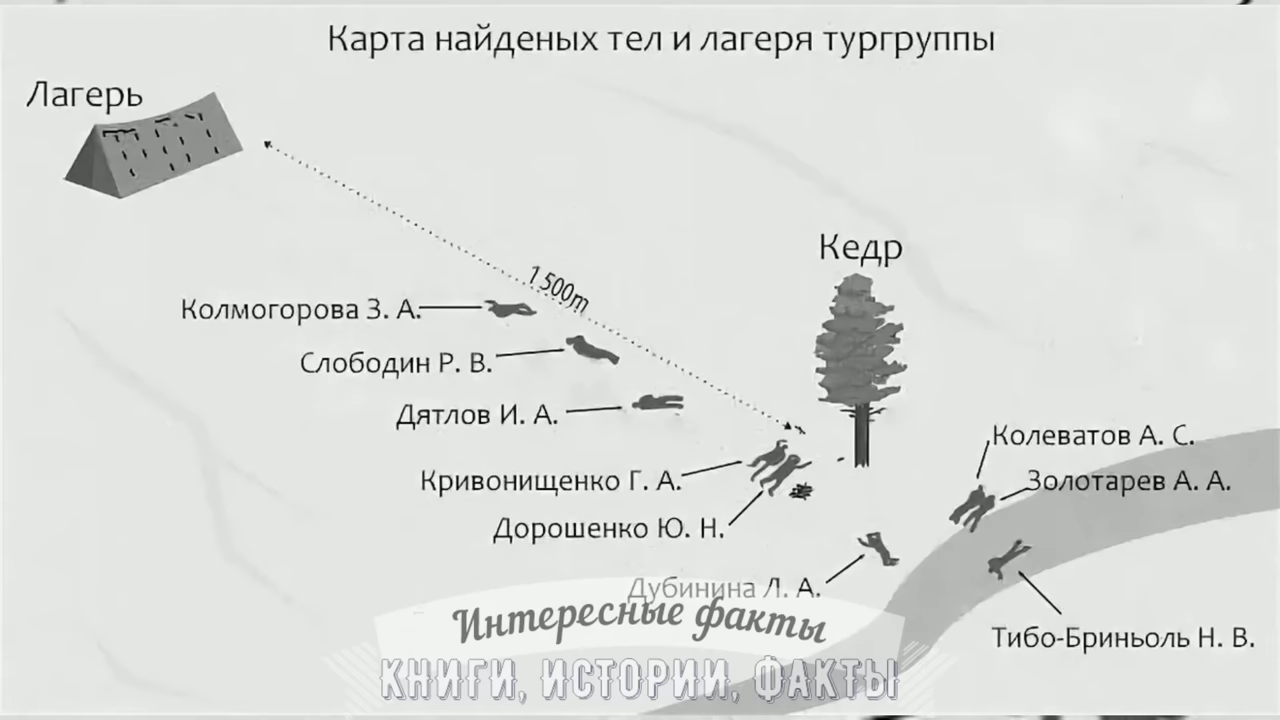 Карта найденых тел и лагеря тургруппы
Лагерь
Кедр
1 500m
Колмогорова З. А.
Слободин Р. В.
Дятлов И. А.
Кривонищенко Г. А.
Дорошенко Ю. Н.
Колеватов А. С.
Золотарев А. А.
Дубинина Л. А.
Тибо-Бриньоль Н. В.
Интересные факты
КНИГИ, ИСТОРИИ, ФАКТЫ